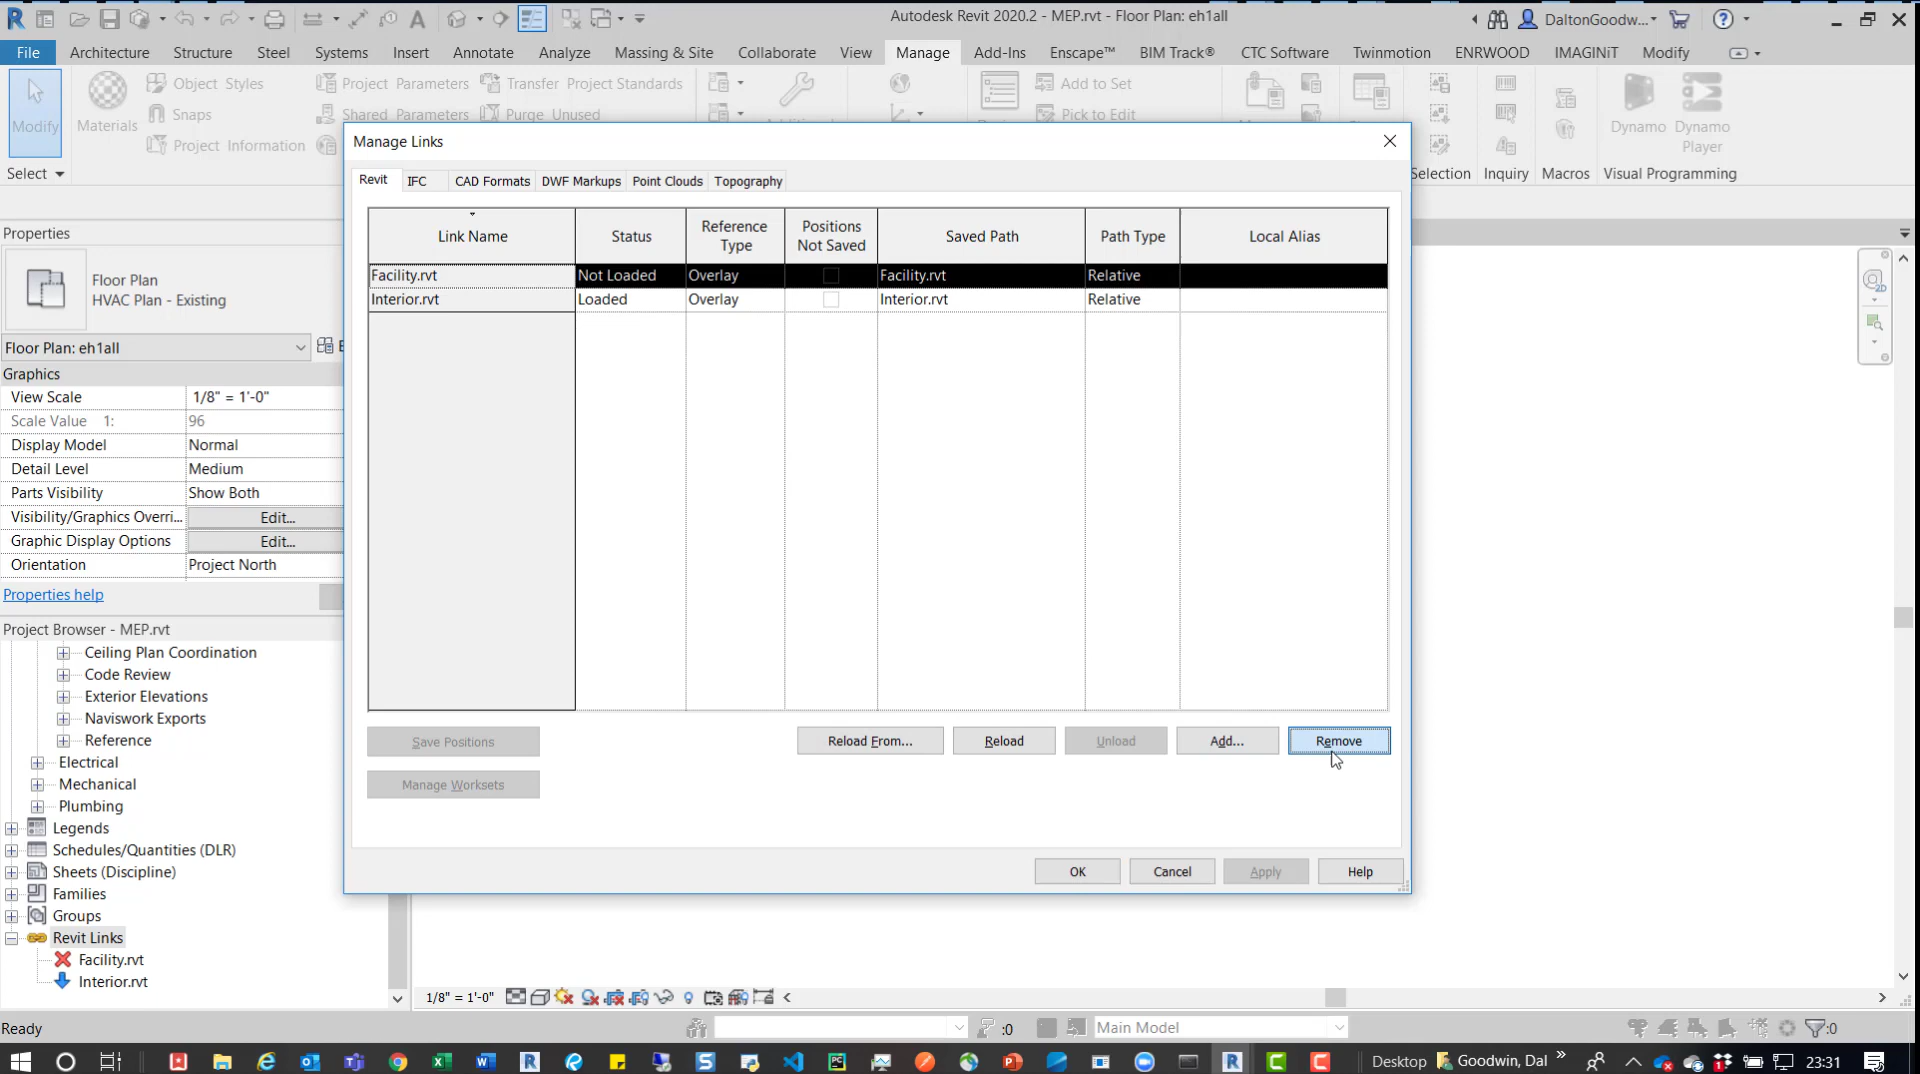 Autodesk Revit 2020.2 - MEP.rvt - Floor Plan: eh1all
DaltonGoodw...
File Architecture Structure Steel Systems Insert Annotate Analyze Massing & Site Collaborate View Manage Add-Ins Enscape™ BIM Track® CTC Software Twinmotion ENRWOOD IMAGINiT Modify
Object Styles Project Parameters Transfer Project Standards Add to Set
Modify Materials Snaps Shared Parameters Purge Unused Pick to Edit Dynamo Dynamo Player
Project Information
Select Selection Inquiry Macros Visual Programming
Manage Links
Revit IFC CAD Formats DWF Markups Point Clouds Topography
Link Name Status Reference Type Positions Not Saved Saved Path Path Type Local Alias
Facility.rvt Not Loaded Overlay Facility.rvt Relative
Interior.rvt Loaded Overlay Interior.rvt Relative
Save Positions Reload From... Reload Unload Add... Remove
Manage Worksets
OK Cancel Apply Help
Properties
Floor Plan
HVAC Plan - Existing
Floor Plan: eh1all
Graphics
View Scale 1/8" = 1'-0"
Scale Value 1: 96
Display Model Normal
Detail Level Medium
Parts Visibility Show Both
Visibility/Graphics Overri... Edit...
Graphic Display Options Edit...
Orientation Project North
Properties help
Project Browser - MEP.rvt
Ceiling Plan Coordination
Code Review
Exterior Elevations
Naviswork Exports
Reference
Electrical
Mechanical
Plumbing
Legends
Schedules/Quantities (DLR)
Sheets (Discipline)
Families
Groups
Revit Links
Facility.rvt
Interior.rvt
1/8" = 1'-0"
Ready :0 Main Model :0
Desktop Goodwin, Dal 23:31